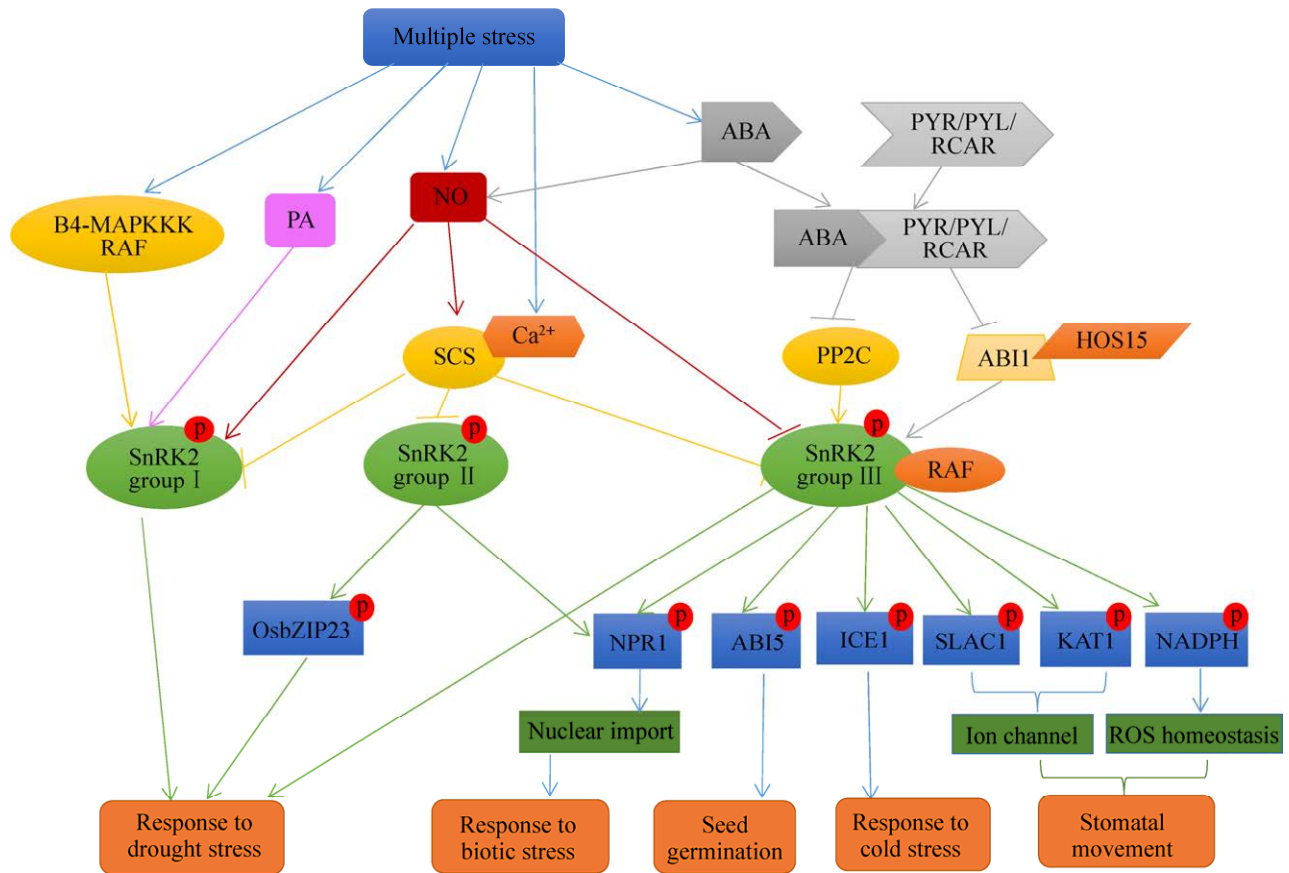 Multiple stress
ABA
PYR/PYL/
RCAR
B4-MAPKKK
RAF
PA
NO
ABA
PYR/PYL/
RCAR
SCS
Ca²⁺
PP2C
ABI1
HOS15
p
SnRK2
group Ⅰ
p
SnRK2
group Ⅱ
p
SnRK2
group Ⅲ
RAF
p
OsbZIP23
p
NPR1
p
ABI5
p
ICE1
p
SLAC1
p
KAT1
p
NADPH
Nuclear import
Ion channel
ROS homeostasis
Response to
drought stress
Response to
biotic stress
Seed
germination
Response to
cold stress
Stomatal
movement